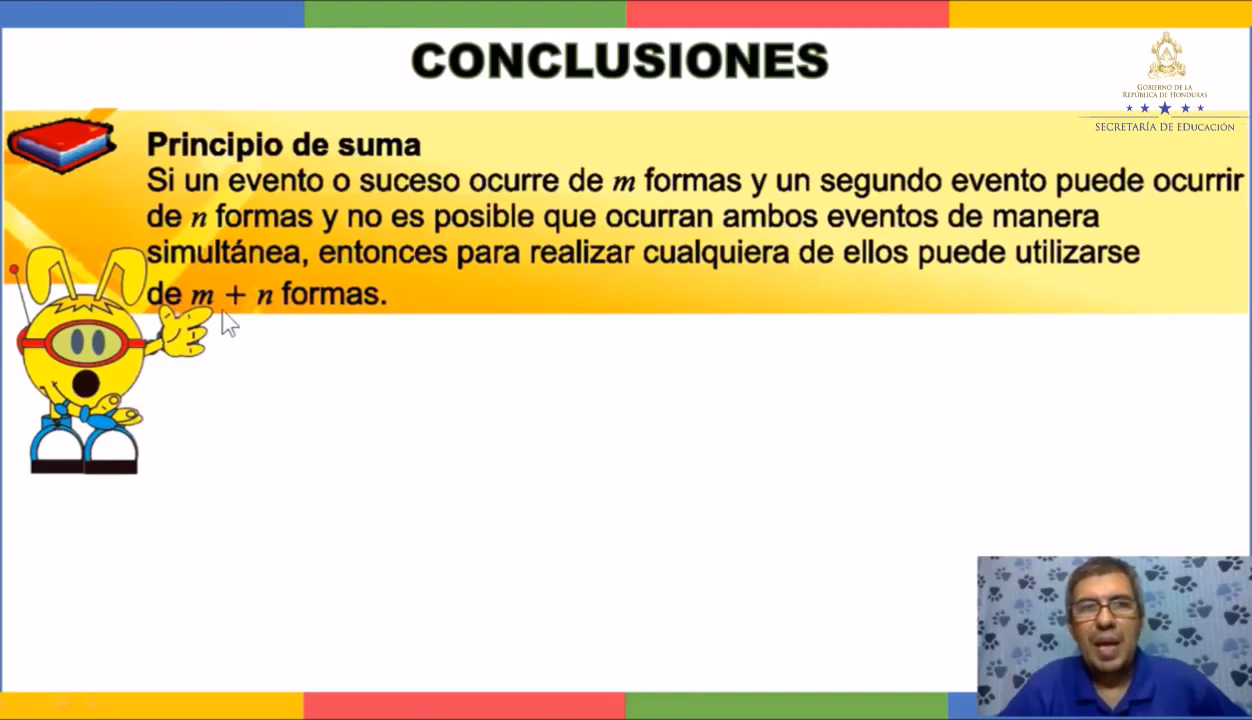 CONCLUSIONES
GOBIERNO DE LA
REPÚBLICA DE HONDURAS
SECRETARÍA DE EDUCACIÓN
Principio de suma
Si un evento o suceso ocurre de m formas y un segundo evento puede ocurrir
de n formas y no es posible que ocurran ambos eventos de manera
simultánea, entonces para realizar cualquiera de ellos puede utilizarse
de m + n formas.